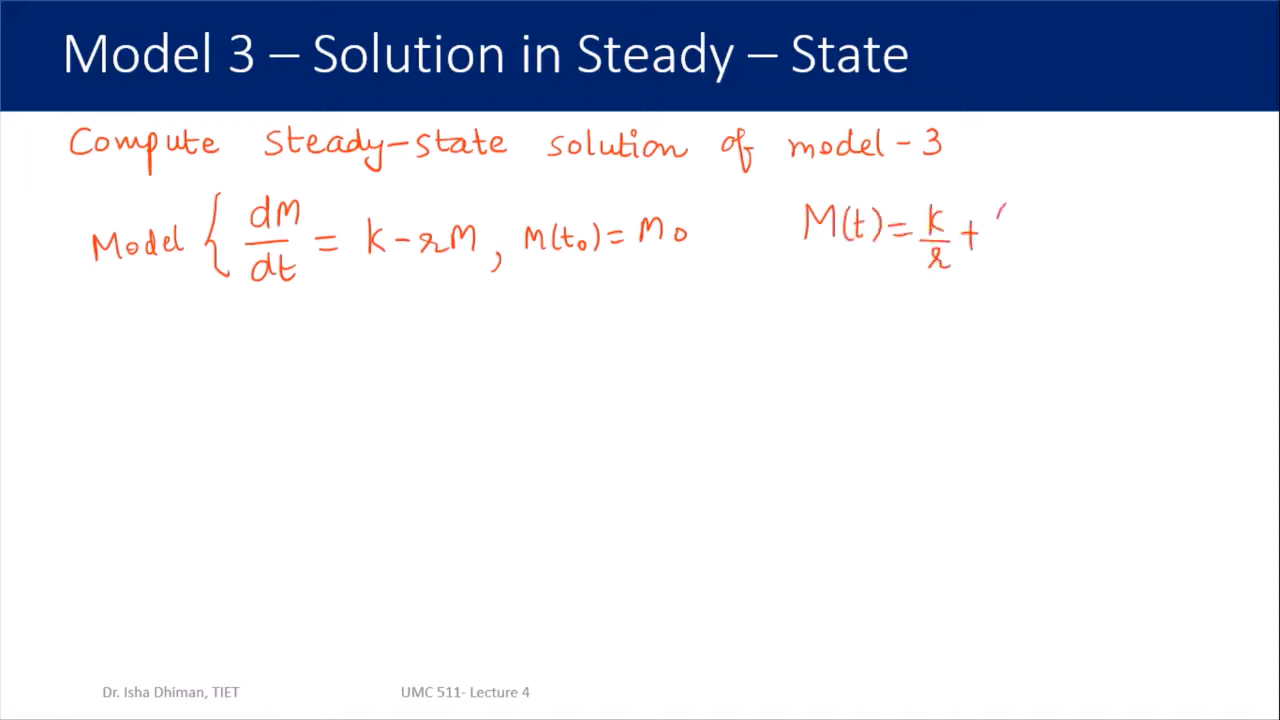 Model 3 – Solution in Steady – State
Compute steady-state solution of model-3
Model { dM/dt = k - rM, M(t₀) = M₀ M(t) = k/r + (
Dr. Isha Dhiman, TIET UMC 511- Lecture 4